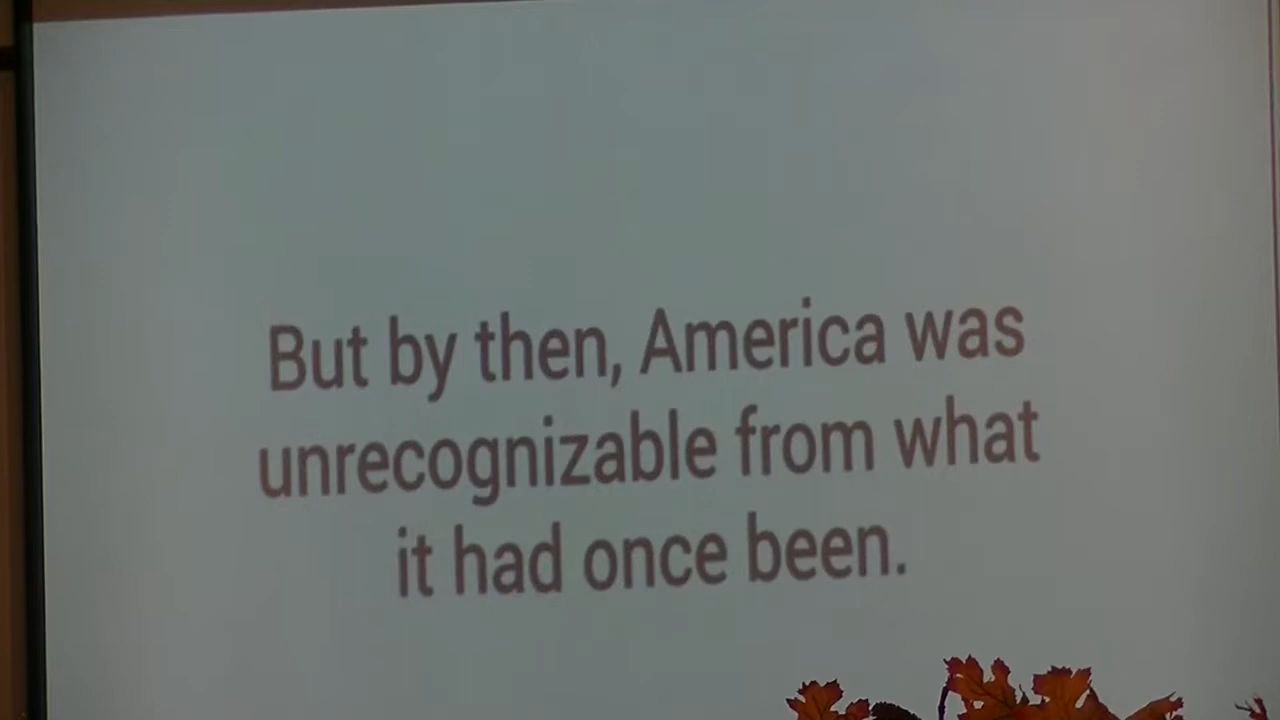 But by then, America was
unrecognizable from what
it had once been.